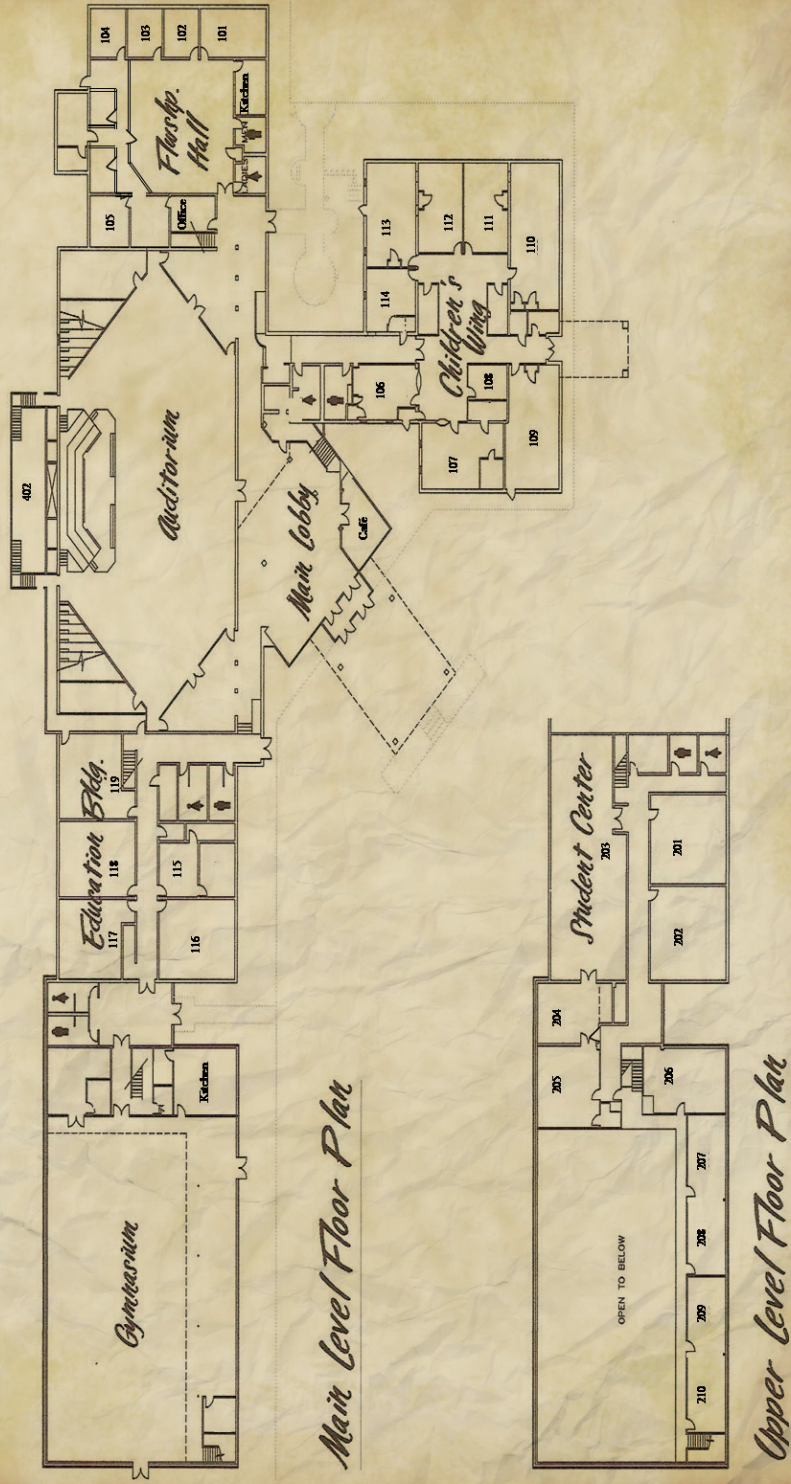 104
103
102
101
Flwshp.
Hall
Kitchen
MEN
105
Office
402
Auditorium
113
112
111
110
114
Children's
Wing
106
108
107
109
Main Lobby
Café
Education Bldg.
119
118
117
115
116
Kitchen
Gymnasium
Main Level Floor Plan
Student Center
203
201
202
204
205
206
OPEN TO BELOW
207
208
209
210
Upper Level Floor Plan